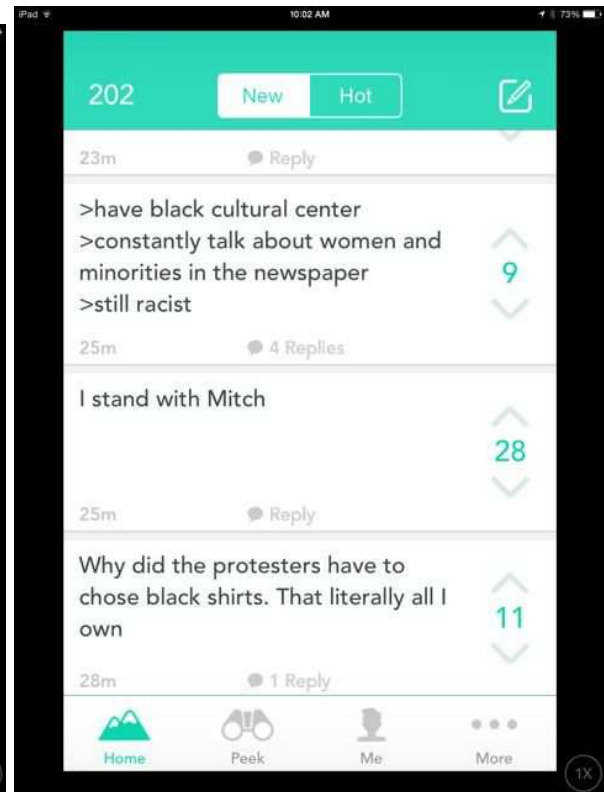 iPad 10:02 AM 73%
202 New Hot
23m Reply
>have black cultural center
>constantly talk about women and
minorities in the newspaper
>still racist
9
25m 4 Replies
I stand with Mitch
28
25m Reply
Why did the protesters have to
chose black shirts. That literally all I
own
11
28m 1 Reply
Home Peek Me More
1X